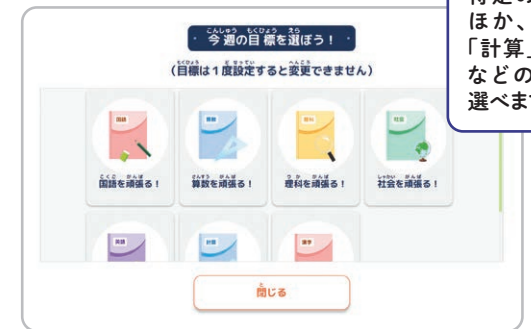 ほか、
「計算」
などの
選べま
今週の目標を選ぼう！
（目標は1度設定すると変更できません）
国語
算数
理科
社会
国語を頑張る！
算数を頑張る！
理科を頑張る！
社会を頑張る！
英語
計算
漢字
閉じる